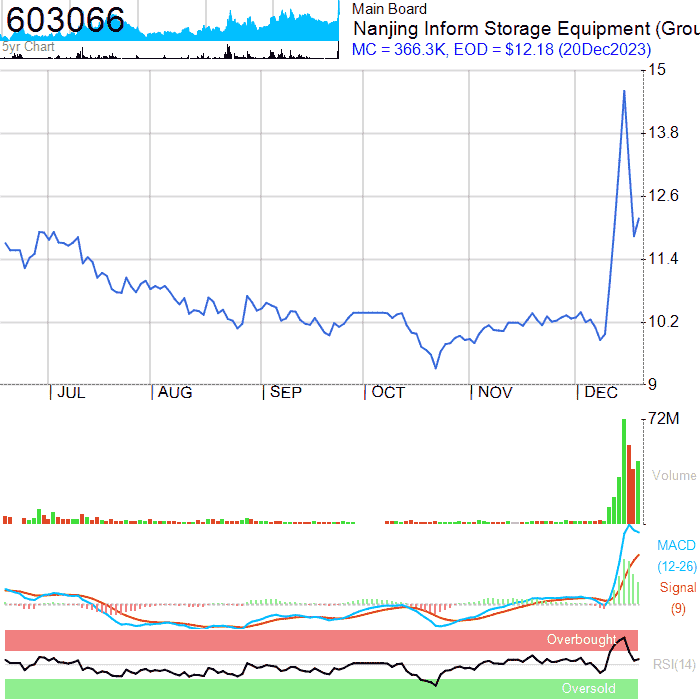 603066
5yr Chart
Main Board
Nanjing Inform Storage Equipment (Grou
MC = 366.3K, EOD = $12.18 (20Dec2023)
15
13.8
12.6
11.4
10.2
9
JUL AUG SEP OCT NOV DEC
72M
Volume
MACD
(12-26)
Signal
(9)
Overbought
RSI(14)
Oversold